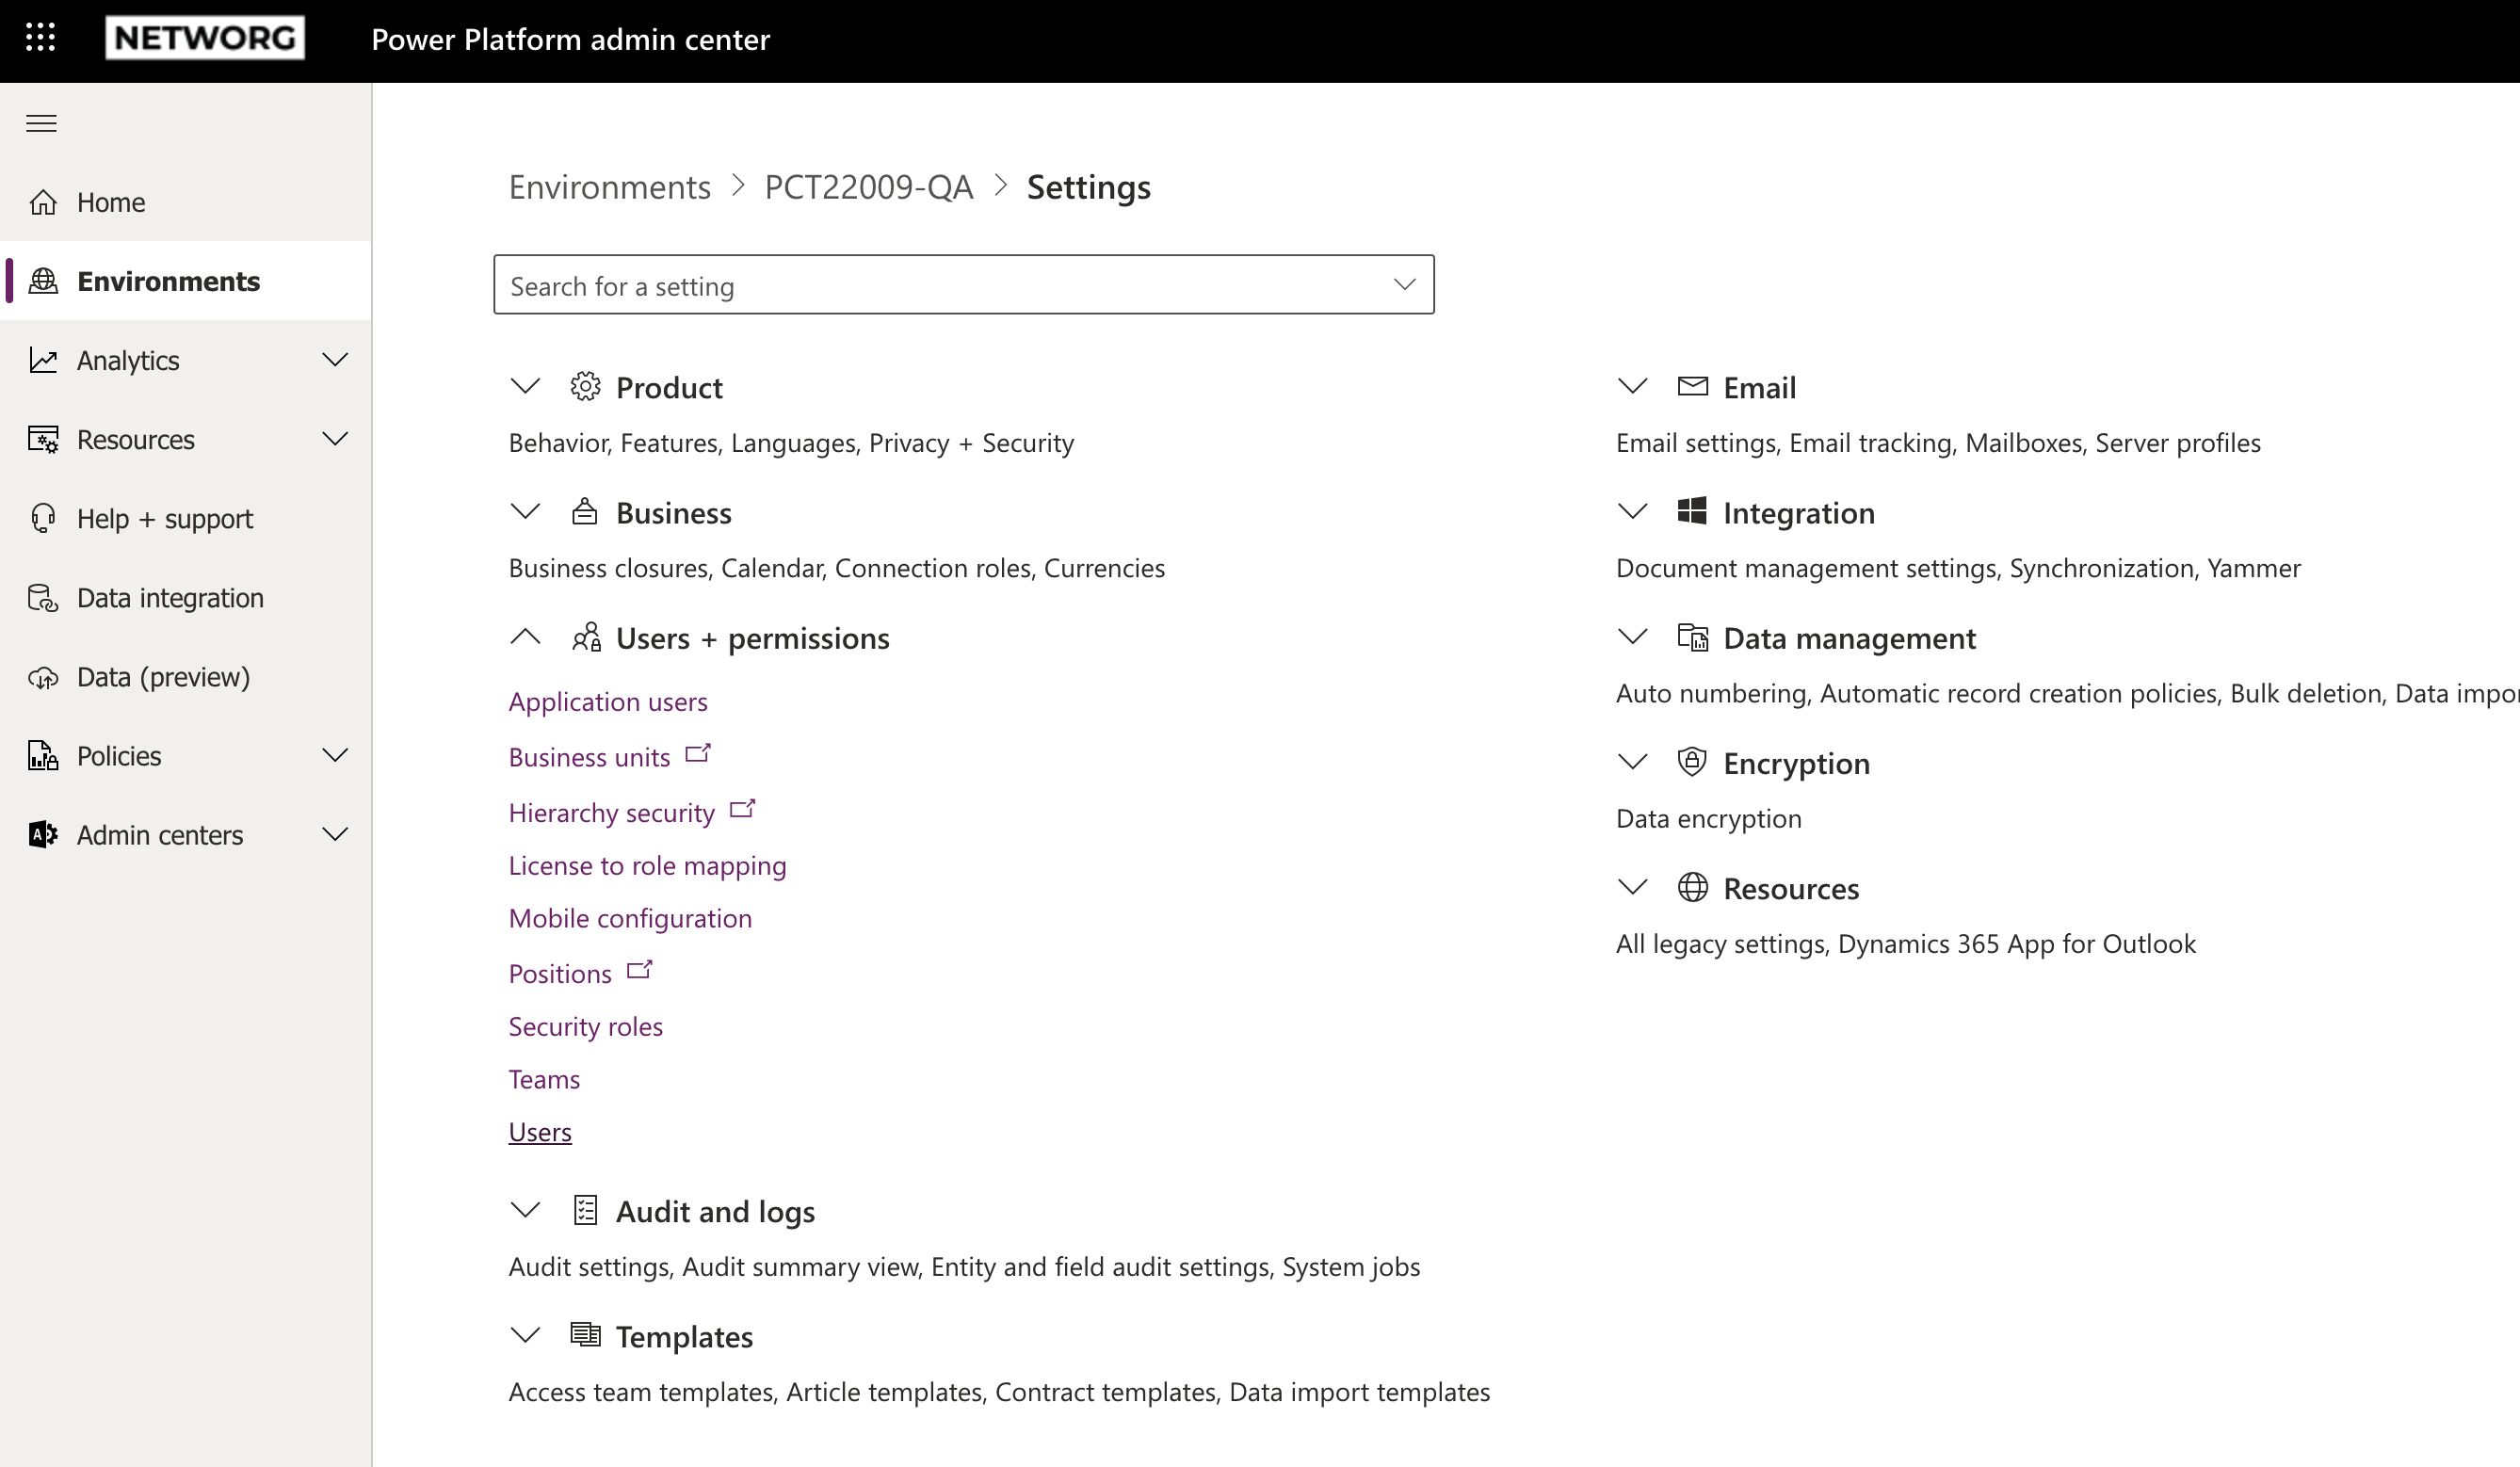 NETWORG
Power Platform admin center
Home
Environments
Analytics
Resources
Help + support
Data integration
Data (preview)
Policies
Admin centers
Environments > PCT22009-QA > Settings
Search for a setting
Product
Behavior, Features, Languages, Privacy + Security
Business
Business closures, Calendar, Connection roles, Currencies
Users + permissions
Application users
Business units
Hierarchy security
License to role mapping
Mobile configuration
Positions
Security roles
Teams
Users
Audit and logs
Audit settings, Audit summary view, Entity and field audit settings, System jobs
Templates
Access team templates, Article templates, Contract templates, Data import templates
Email
Email settings, Email tracking, Mailboxes, Server profiles
Integration
Document management settings, Synchronization, Yammer
Data management
Auto numbering, Automatic record creation policies, Bulk deletion, Data impor
Encryption
Data encryption
Resources
All legacy settings, Dynamics 365 App for Outlook